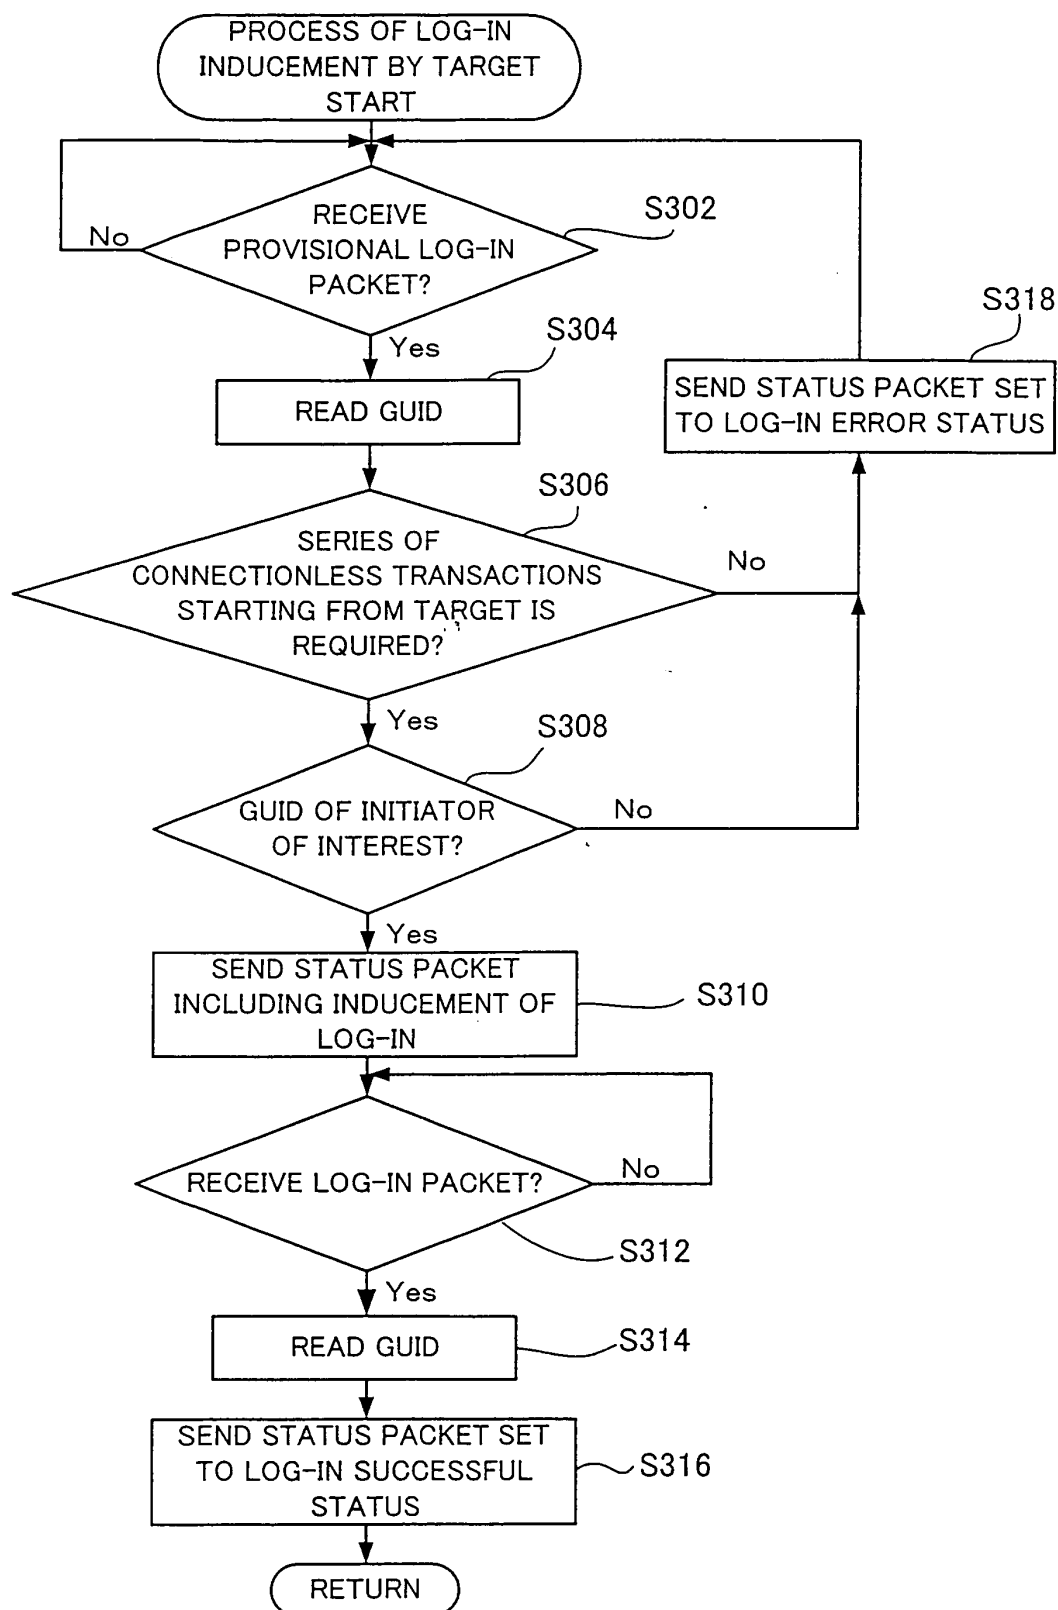 PROCESS OF LOG-IN
INDUCEMENT BY TARGET
START
RECEIVE
PROVISIONAL LOG-IN
PACKET?
S302
No
Yes
S304
READ GUID
S318
SEND STATUS PACKET SET
TO LOG-IN ERROR STATUS
S306
SERIES OF
CONNECTIONLESS TRANSACTIONS
STARTING FROM TARGET IS
REQUIRED?
No
Yes
S308
GUID OF INITIATOR
OF INTEREST?
No
Yes
SEND STATUS PACKET
INCLUDING INDUCEMENT OF
LOG-IN
S310
RECEIVE LOG-IN PACKET?
No
S312
Yes
READ GUID
S314
SEND STATUS PACKET SET
TO LOG-IN SUCCESSFUL
STATUS
S316
RETURN